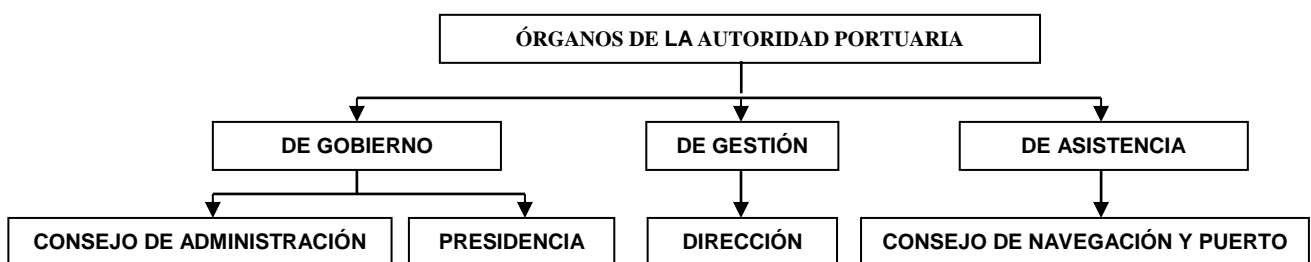 ÓRGANOS DE LA AUTORIDAD PORTUARIA
DE GOBIERNO
DE GESTIÓN
DE ASISTENCIA
CONSEJO DE ADMINISTRACIÓN
PRESIDENCIA
DIRECCIÓN
CONSEJO DE NAVEGACIÓN Y PUERTO